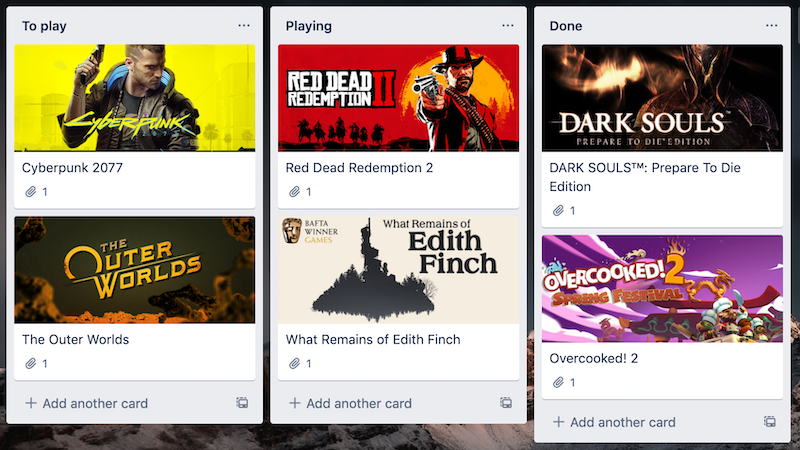 To play
CYBERPUNK
Cyberpunk 2077
1
THE
OUTER
WORLDS
The Outer Worlds
1
Add another card
Playing
RED DEAD
REDEMPTION II
Red Dead Redemption 2
1
BAFTA
WINNER
GAMES
What Remains of
Edith
Finch
What Remains of Edith Finch
1
Add another card
Done
DARK SOULS™
PREPARE TO DIE EDITION
DARK SOULS™: Prepare To Die
Edition
1
OVERCOOKED! 2
SPRING FESTIVAL
Overcooked! 2
1
Add another card